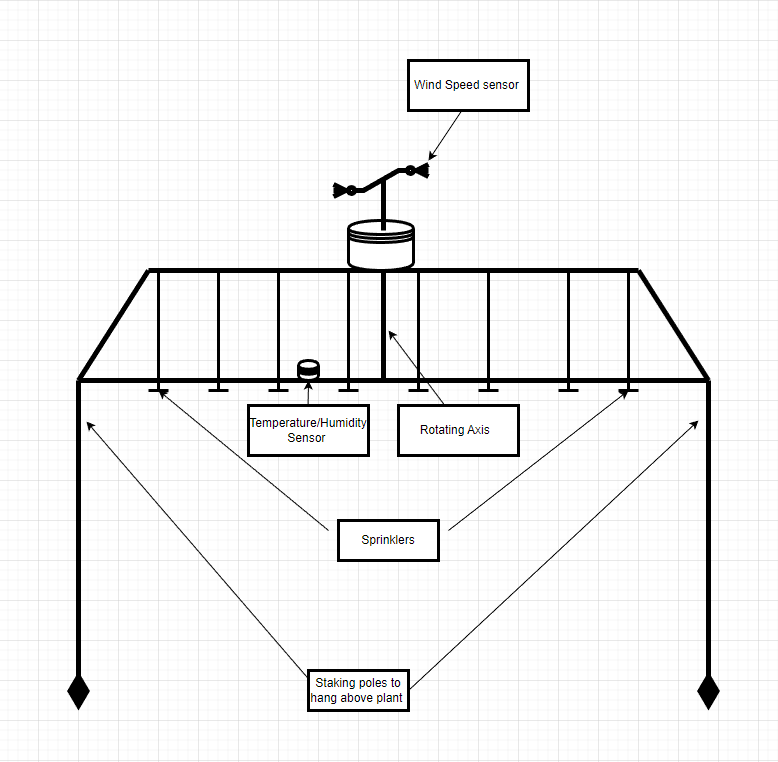 Wind Speed sensor
Temperature/Humidity
Sensor
Rotating Axis
Sprinklers
Staking poles to
hang above plant